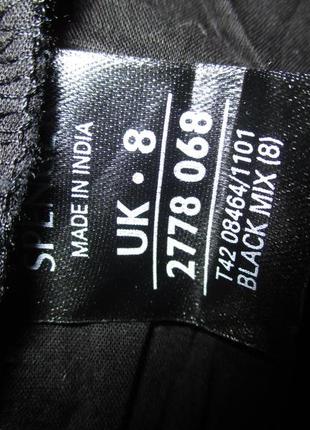 MADE IN INDIA
UK • 8
2778 068
T42 08464/1101
BLACK MIX (8)